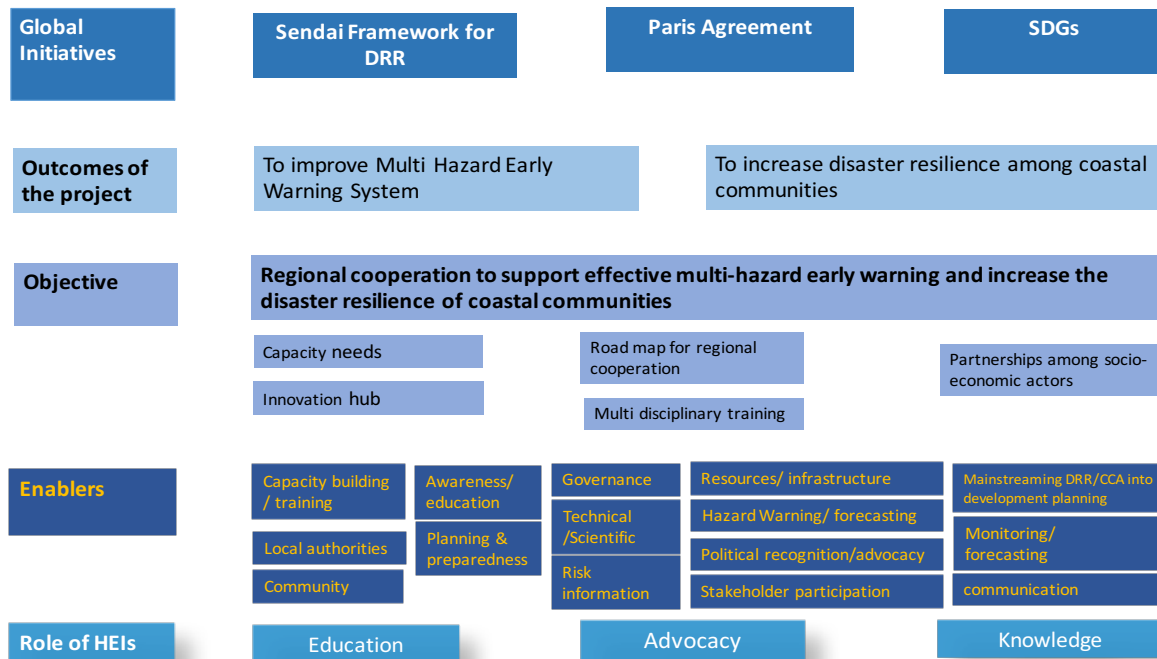 Global
Initiatives
Sendai Framework for
DRR
Paris Agreement
SDGs
Outcomes of
the project
To improve Multi Hazard Early
Warning System
To increase disaster resilience among coastal
communities
Objective
Regional cooperation to support effective multi-hazard early warning and increase the
disaster resilience of coastal communities
Capacity needs
Innovation hub
Road map for regional
cooperation
Multi disciplinary training
Partnerships among socio-
economic actors
Enablers
Capacity building
/ training
Local authorities
Community
Awareness/
education
Planning &
preparedness
Governance
Technical
/Scientific
Risk
information
Resources/ infrastructure
Hazard Warning/ forecasting
Political recognition/advocacy
Stakeholder participation
Mainstreaming DRR/CCA into
development planning
Monitoring/
forecasting
communication
Role of HEIs
Education
Advocacy
Knowledge